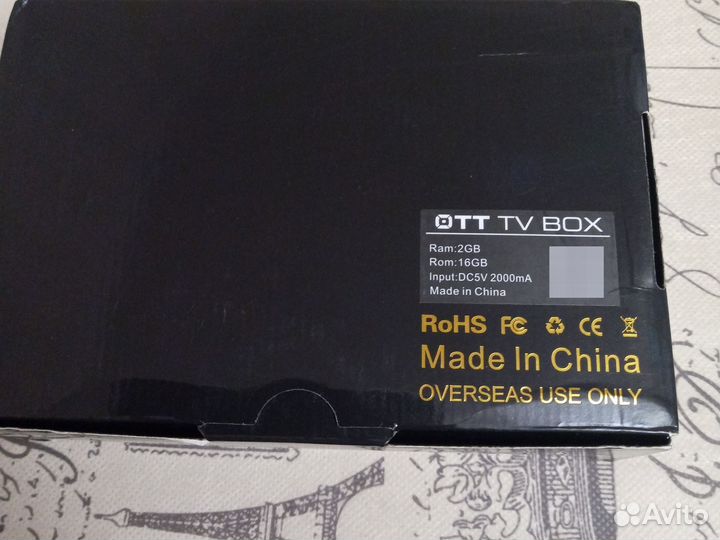 OTT TV BOX
Ram:2GB
Rom:16GB
Input:DC5V 2000mA
Made in China
RoHS FC CE
Made In China
OVERSEAS USE ONLY
Avito